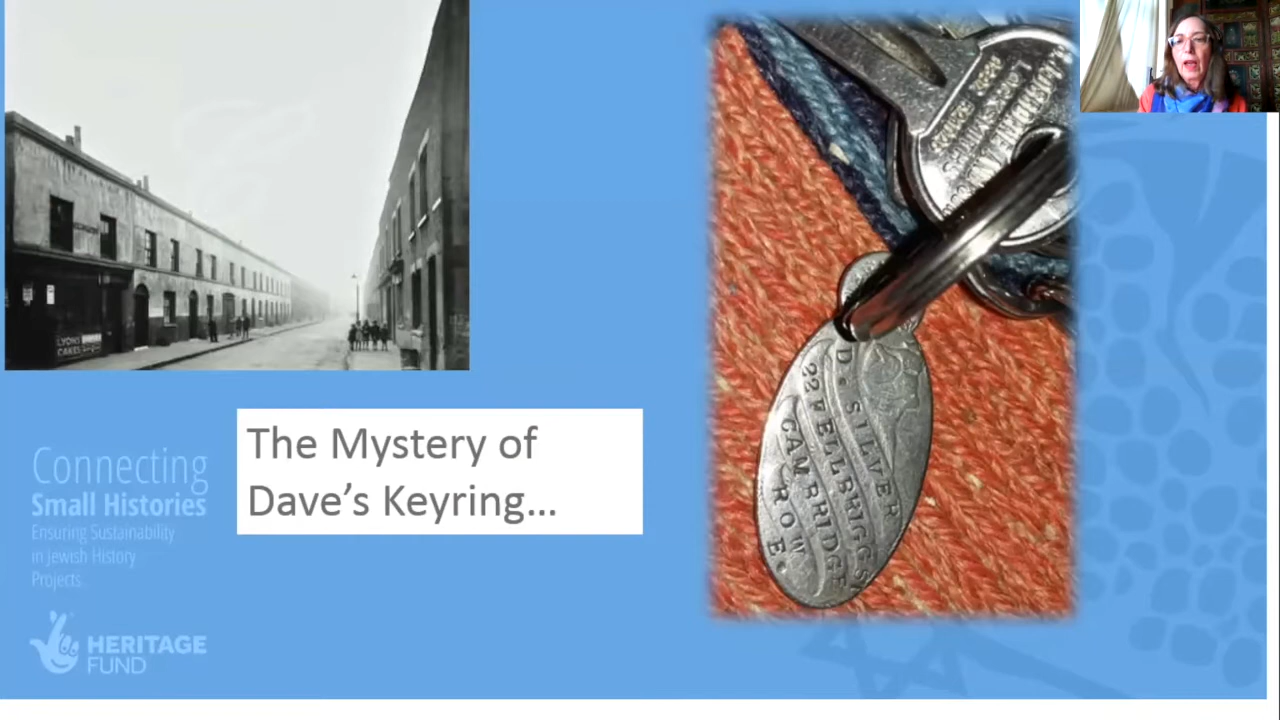 LYONS
CAKES
The Mystery of
Dave's Keyring...
Connecting
Small Histories
Ensuring Sustainability
in Jewish History
Projects
HERITAGE
FUND
D. SILVER
22 FELLBRIGG S
CAMBRIDGE
ROW
E.